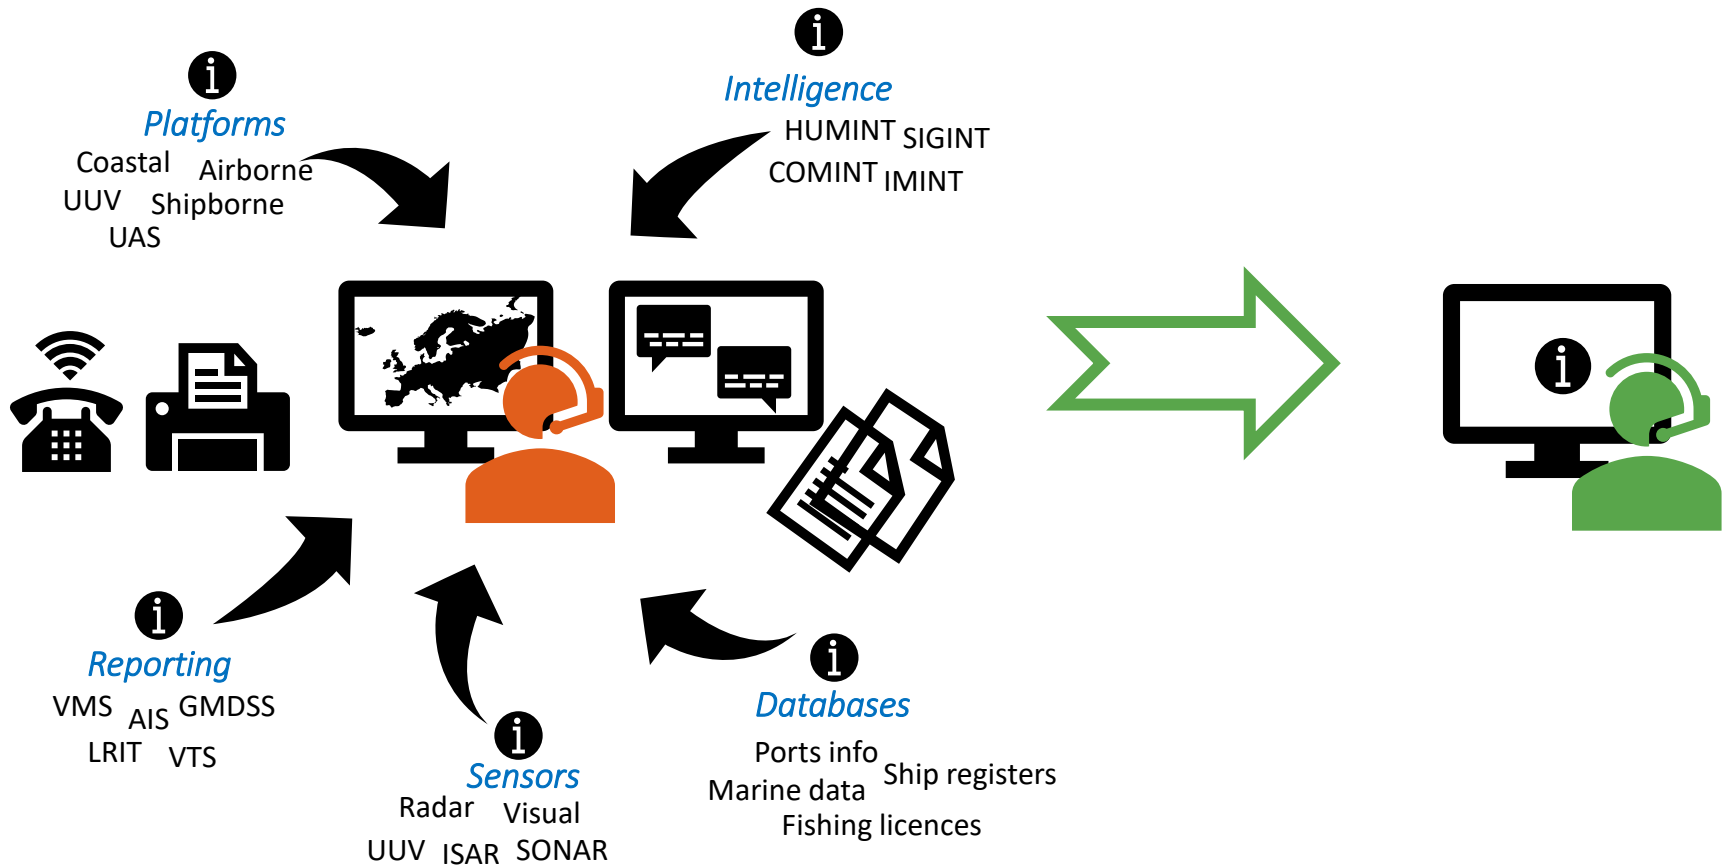 i
Platforms
Coastal Airborne
UUV Shipborne
UAS
i
Intelligence
HUMINT SIGINT
COMINT IMINT
i
i
Reporting
VMS AIS GMDSS
LRIT VTS
i
Sensors
Radar Visual
UUV ISAR SONAR
i
Databases
Ports info
Ship registers
Marine data
Fishing licences